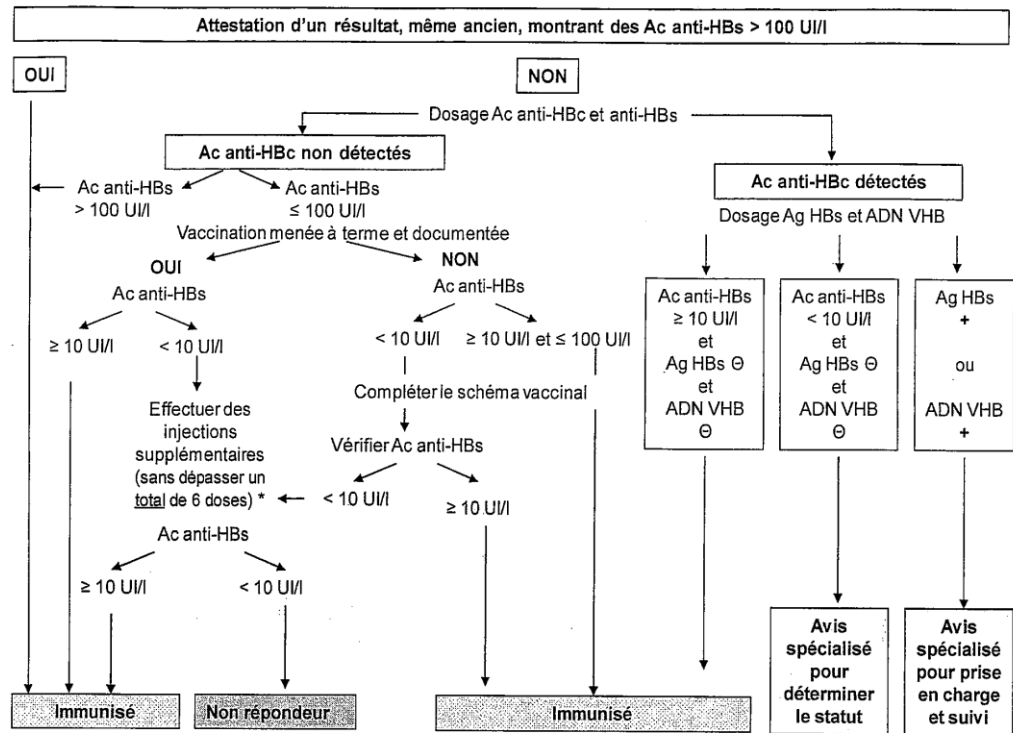 Attestation d'un résultat, même ancien, montrant des Ac anti-HBs > 100 UI/l
OUI
NON
Dosage Ac anti-HBc et anti-HBs
Ac anti-HBc non détectés
Ac anti-HBs
> 100 UI/l
Ac anti-HBs
≤ 100 UI/l
Vaccination menée à terme et documentée
OUI
Ac anti-HBs
≥ 10 UI/l
< 10 UI/l
Effectuer des
injections
supplémentaires
(sans dépasser un
total de 6 doses) *
Ac anti-HBs
≥ 10 UI/l
< 10 UI/l
NON
Ac anti-HBs
< 10 UI/l
≥ 10 UI/l et ≤ 100 UI/l
Compléter le schéma vaccinal
Vérifier Ac anti-HBs
< 10 UI/l
≥ 10 UI/l
Ac anti-HBc détectés
Dosage Ag HBs et ADN VHB
Ac anti-HBs
≥ 10 UI/l
et
Ag HBs Θ
et
ADN VHB
Θ
Ac anti-HBs
< 10 UI/l
et
Ag HBs Θ
et
ADN VHB
Θ
Ag HBs
+
ou
ADN VHB
+
Immunisé
Non répondeur
Immunisé
Avis
spécialisé
pour
déterminer
le statut
Avis
spécialisé
pour prise
en charge
et suivi